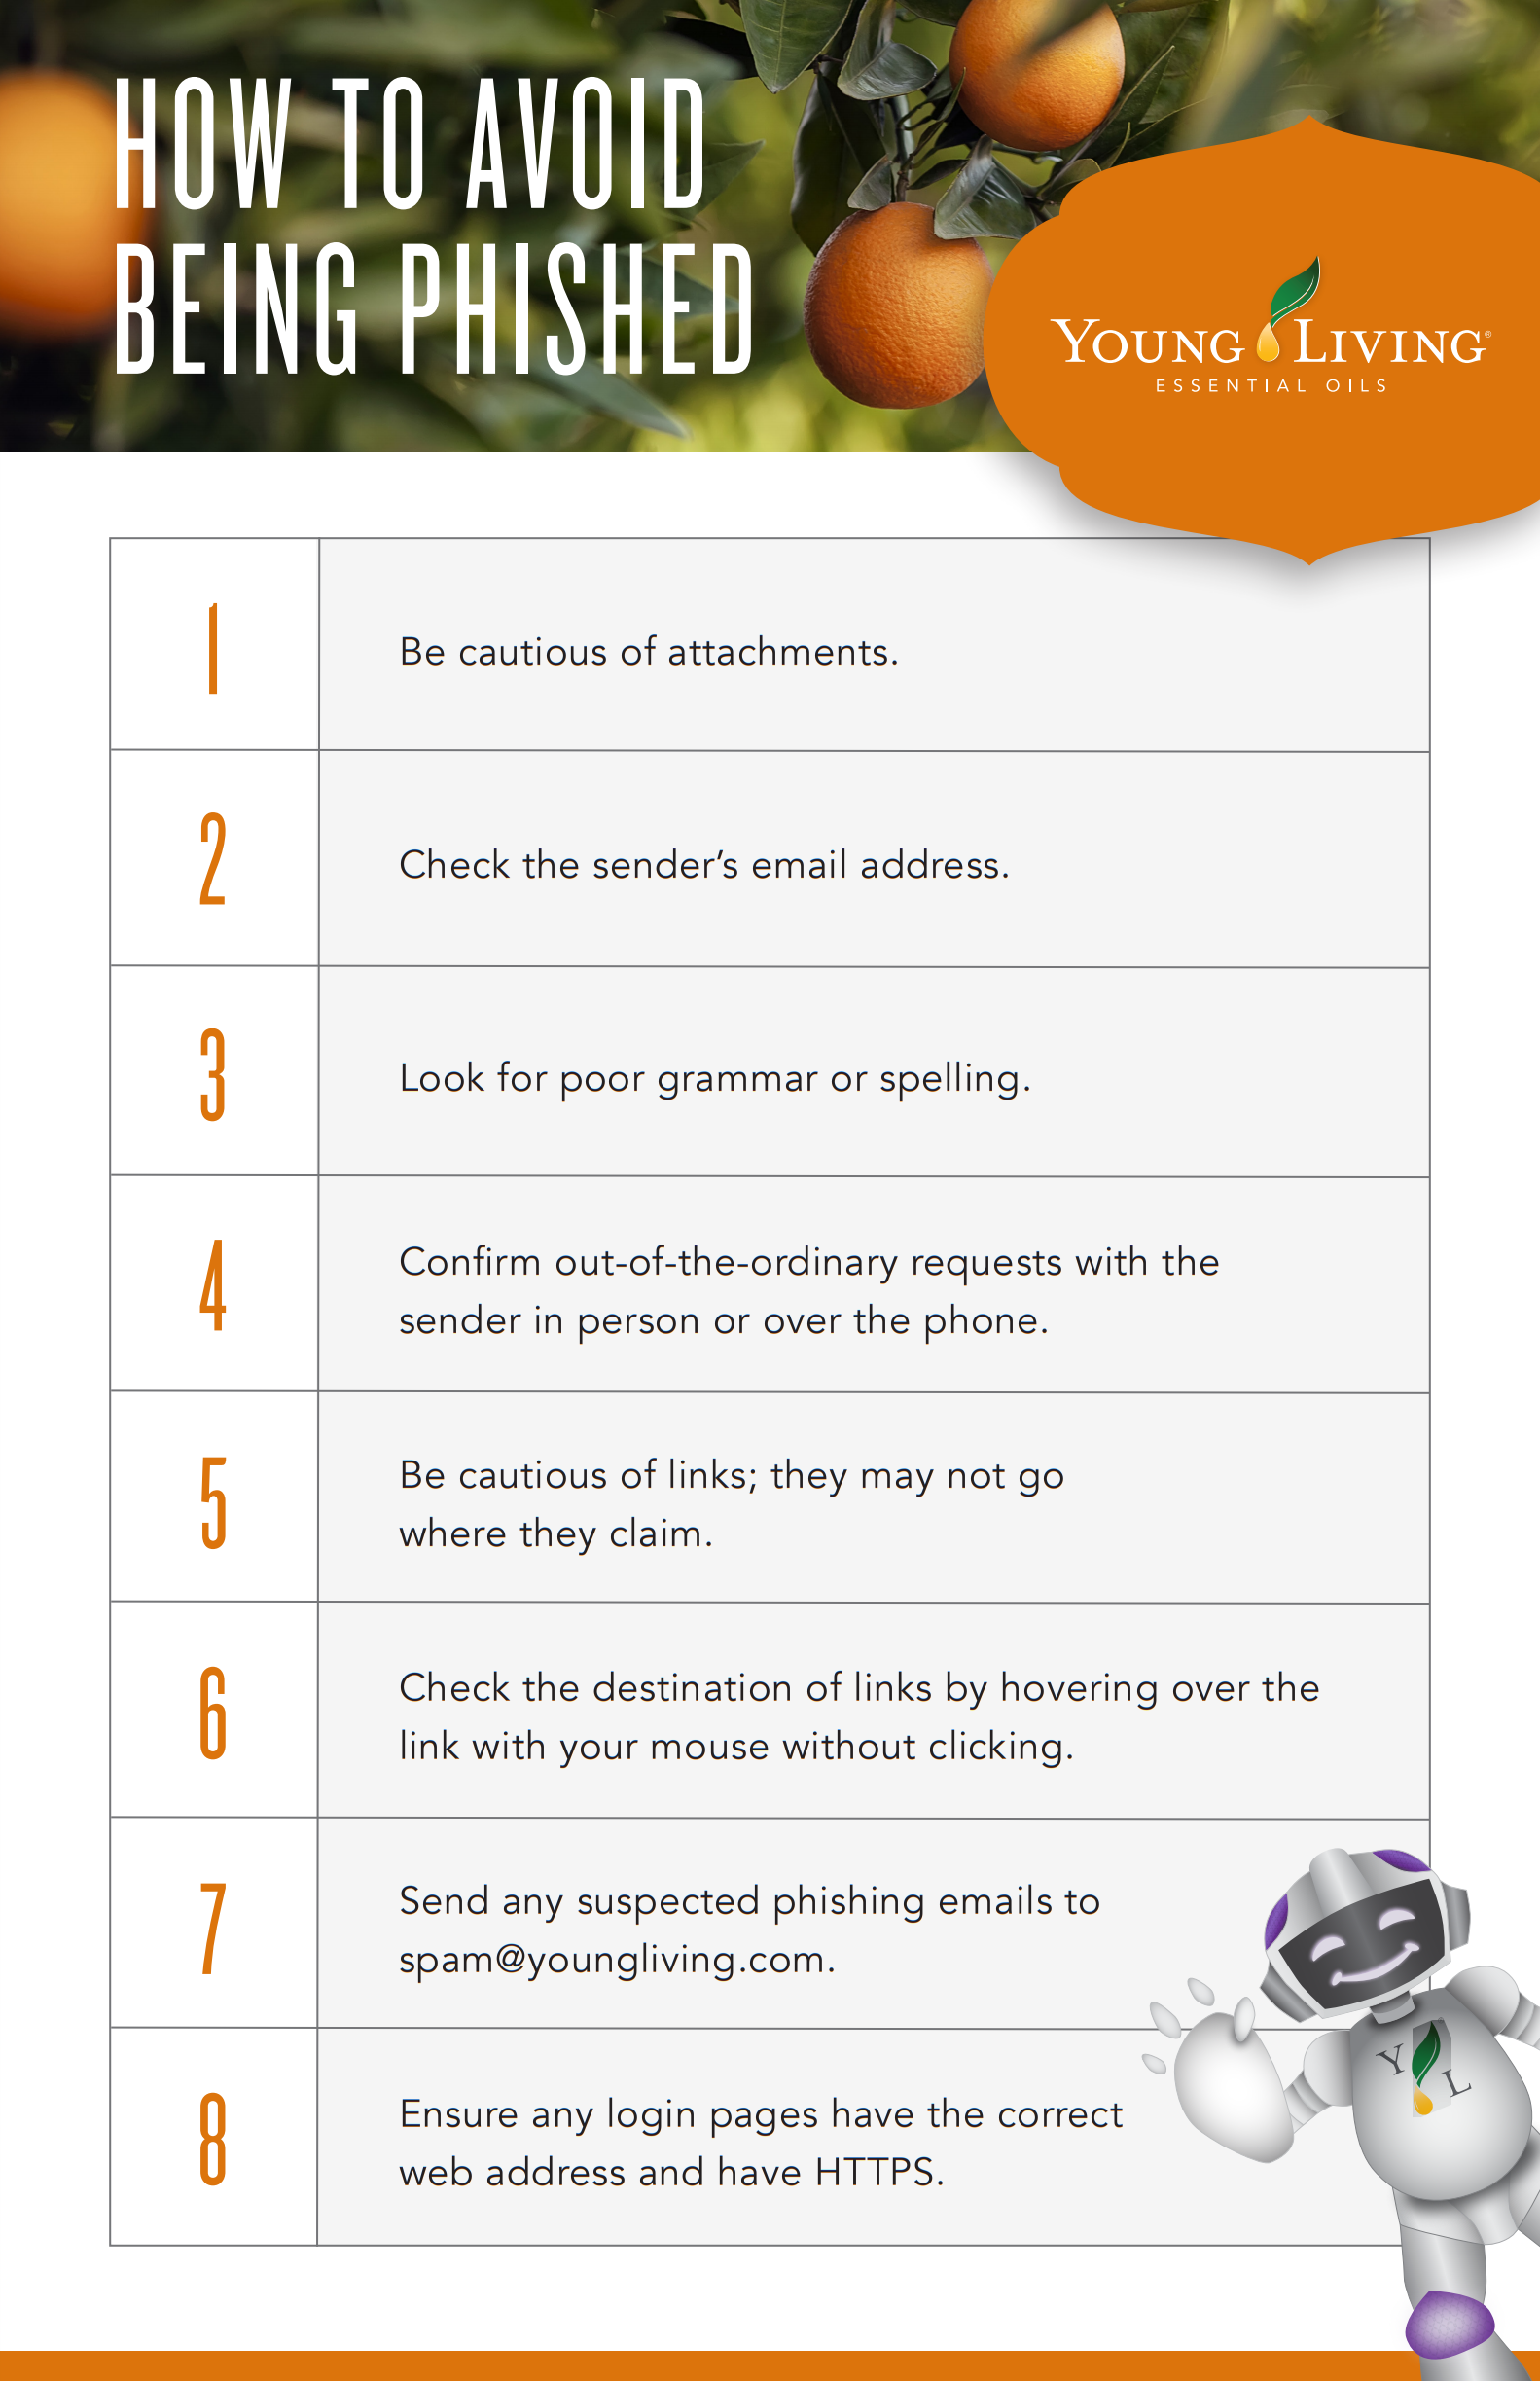 HOW TO AVOID
BEING PHISHED
YOUNG LIVING®
ESSENTIAL OILS
1
Be cautious of attachments.
2
Check the sender’s email address.
3
Look for poor grammar or spelling.
4
Confirm out-of-the-ordinary requests with the
sender in person or over the phone.
5
Be cautious of links; they may not go
where they claim.
6
Check the destination of links by hovering over the
link with your mouse without clicking.
7
Send any suspected phishing emails to
spam@youngliving.com.
8
Ensure any login pages have the correct
web address and have HTTPS.
Y L